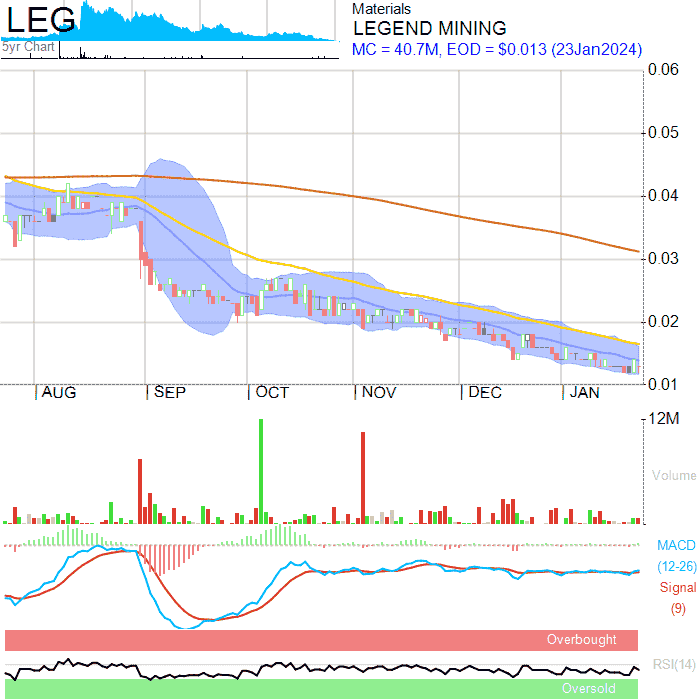 LEG
5yr Chart
Materials
LEGEND MINING
MC = 40.7M, EOD = $0.013 (23Jan2024)
0.06
0.01
0.04
0.03
0.02
0.01
AUG SEP OCT NOV DEC JAN
12M
Volume
MACD
(12-26)
Signal
(9)
Overbought
RSI(14)
Oversold